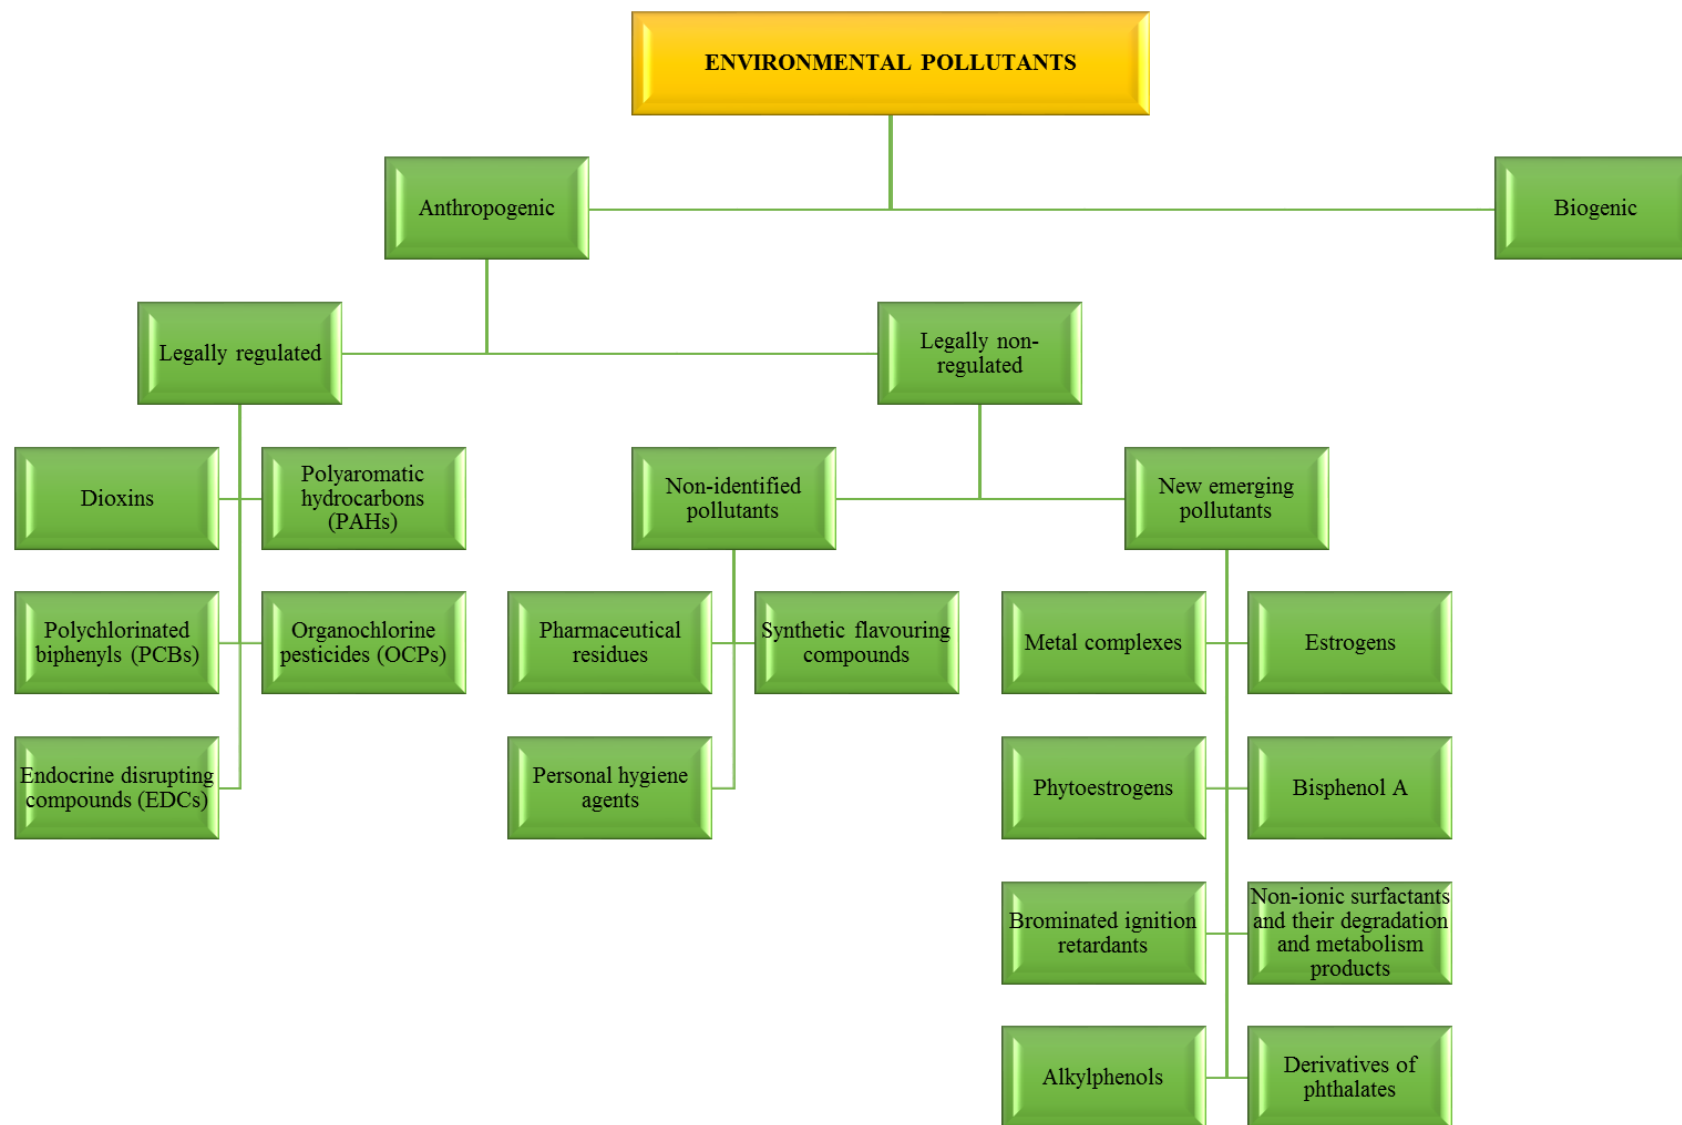 ENVIRONMENTAL POLLUTANTS
Anthropogenic
Biogenic
Legally regulated
Legally non-
regulated
Dioxins
Polyaromatic
hydrocarbons
(PAHs)
Non-identified
pollutants
New emerging
pollutants
Polychlorinated
biphenyls (PCBs)
Organochlorine
pesticides (OCPs)
Pharmaceutical
residues
Synthetic flavouring
compounds
Metal complexes
Estrogens
Endocrine disrupting
compounds (EDCs)
Personal hygiene
agents
Phytoestrogens
Bisphenol A
Brominated ignition
retardants
Non-ionic surfactants
and their degradation
and metabolism
products
Alkylphenols
Derivatives of
phthalates